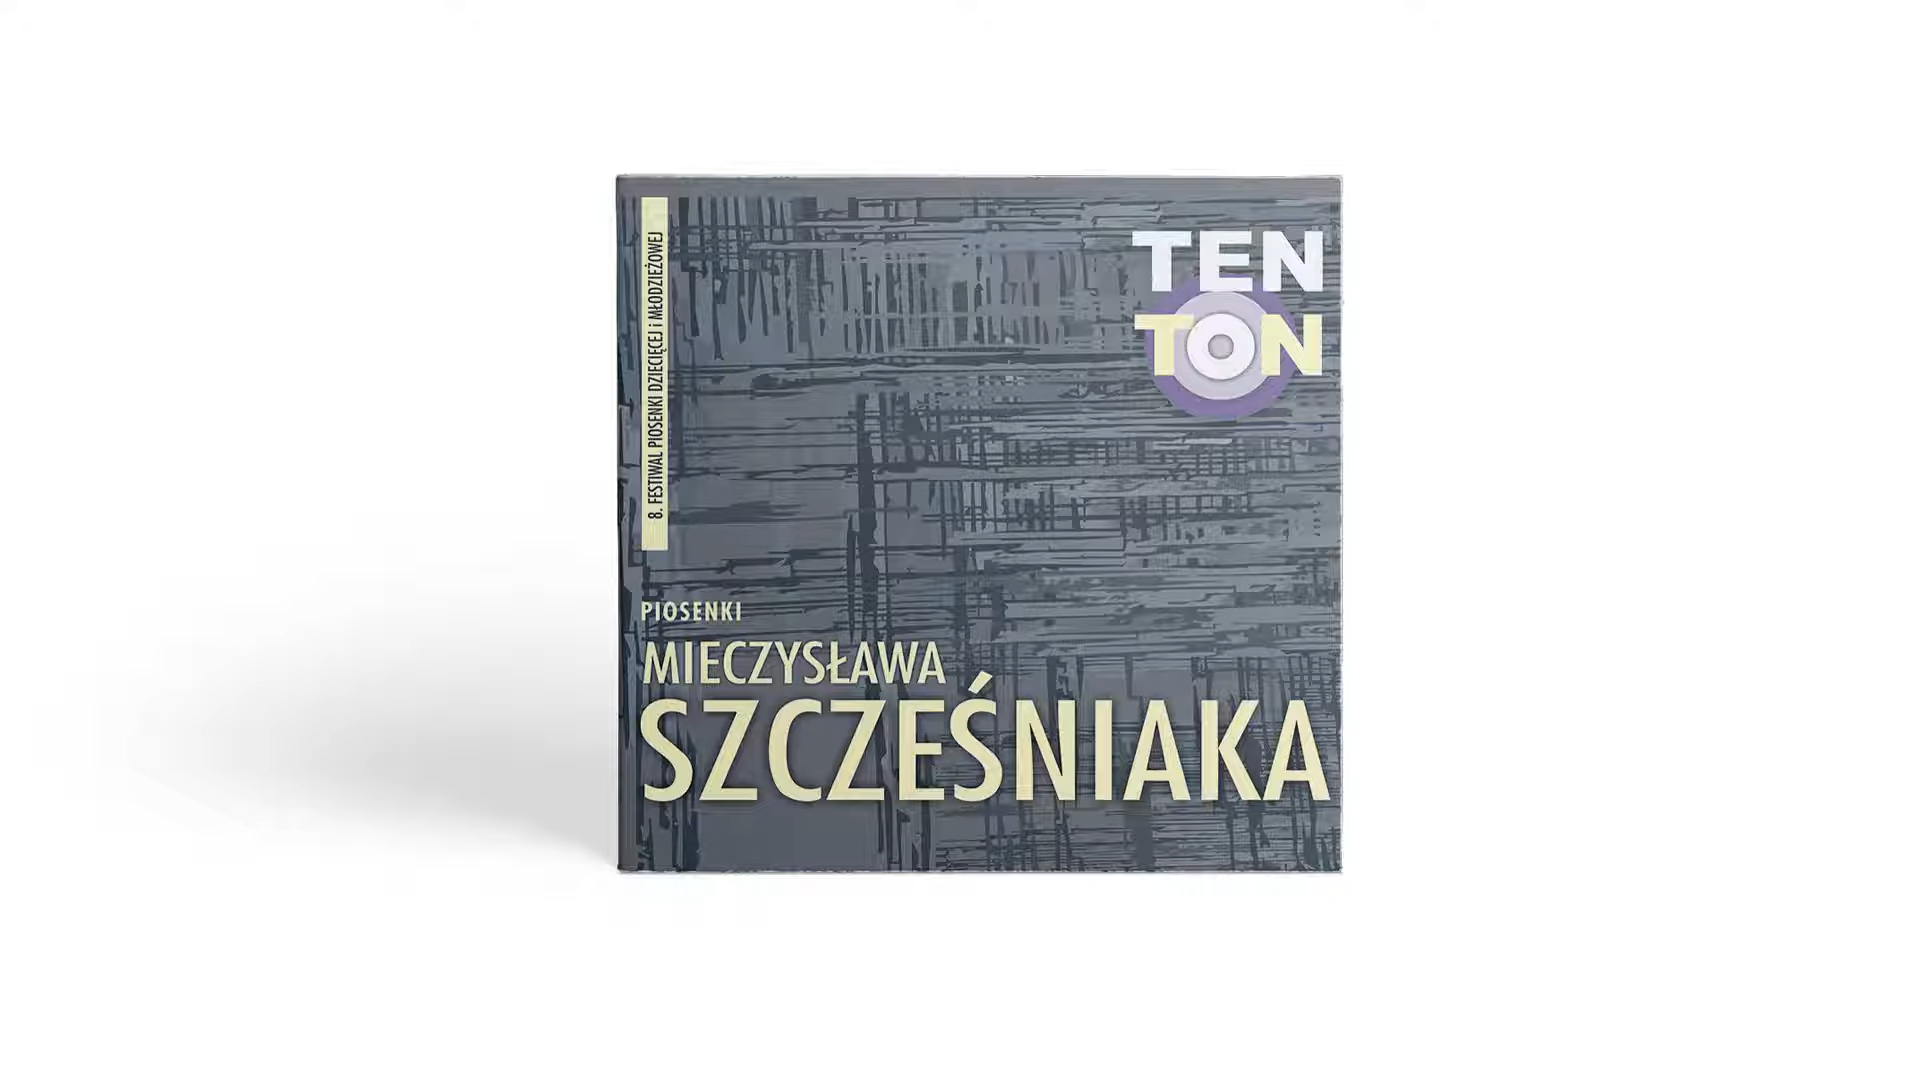 8. FESTIWAL PIOSENKI DZIECIĘCEJ i MŁODZIEŻOWEJ
TEN
TON
PIOSENKI
MIECZYSŁAWA
SZCZEŚNIAKA